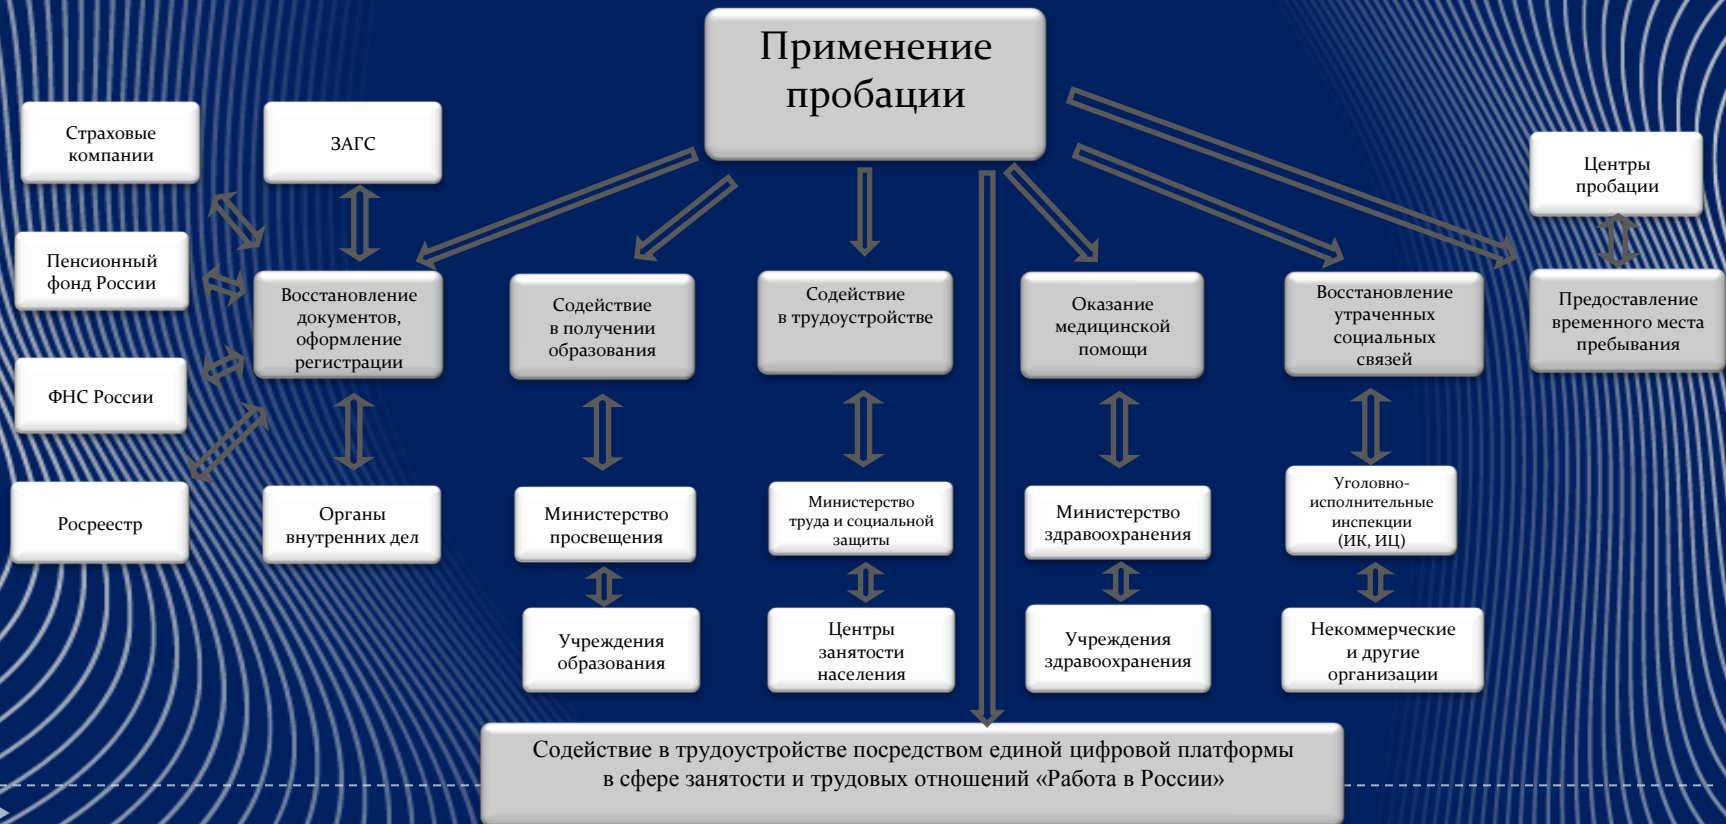 Применение
пробации
Страховые
компании
ЗАГС
Центры
пробации
Пенсионный
фонд России
ФНС России
Росреестр
Восстановление
документов,
оформление
регистрации
Содействие
в получении
образования
Содействие
в трудоустройстве
Оказание
медицинской
помощи
Восстановление
утраченных
социальных
связей
Предоставление
временного места
пребывания
Органы
внутренних дел
Министерство
просвещения
Министерство
труда и социальной
защиты
Министерство
здравоохранения
Уголовно-
исполнительные
инспекции
(ИК, ИЦ)
Учреждения
образования
Центры
занятости
населения
Учреждения
здравоохранения
Некоммерческие
и другие
организации
Содействие в трудоустройстве посредством единой цифровой платформы
в сфере занятости и трудовых отношений «Работа в России»